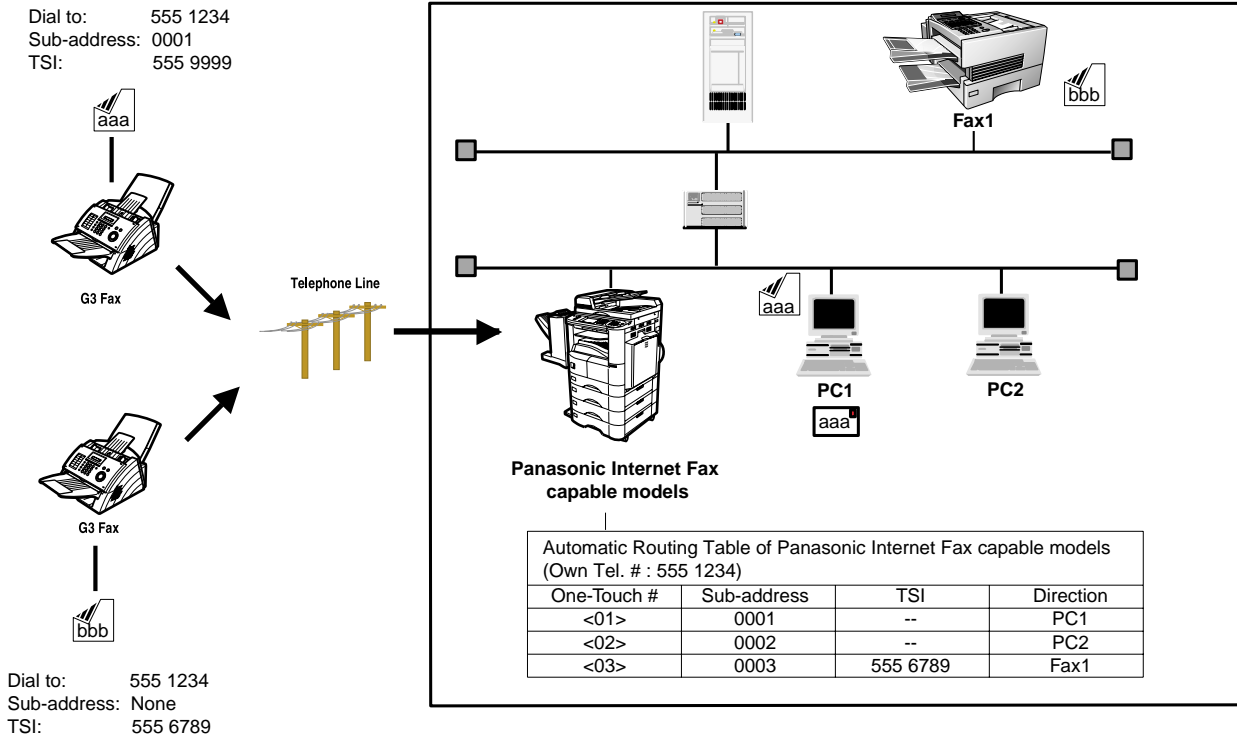 Dial to: 555 1234
Sub-address: 0001
TSI: 555 9999
aaa
G3 Fax
Telephone Line
G3 Fax
bbb
Dial to: 555 1234
Sub-address: None
TSI: 555 6789
Fax1
bbb
aaa
PC1
aaa
PC2
Panasonic Internet Fax
capable models
Automatic Routing Table of Panasonic Internet Fax capable models
(Own Tel. # : 555 1234)
One-Touch # Sub-address TSI Direction
<01> 0001 -- PC1
<02> 0002 -- PC2
<03> 0003 555 6789 Fax1